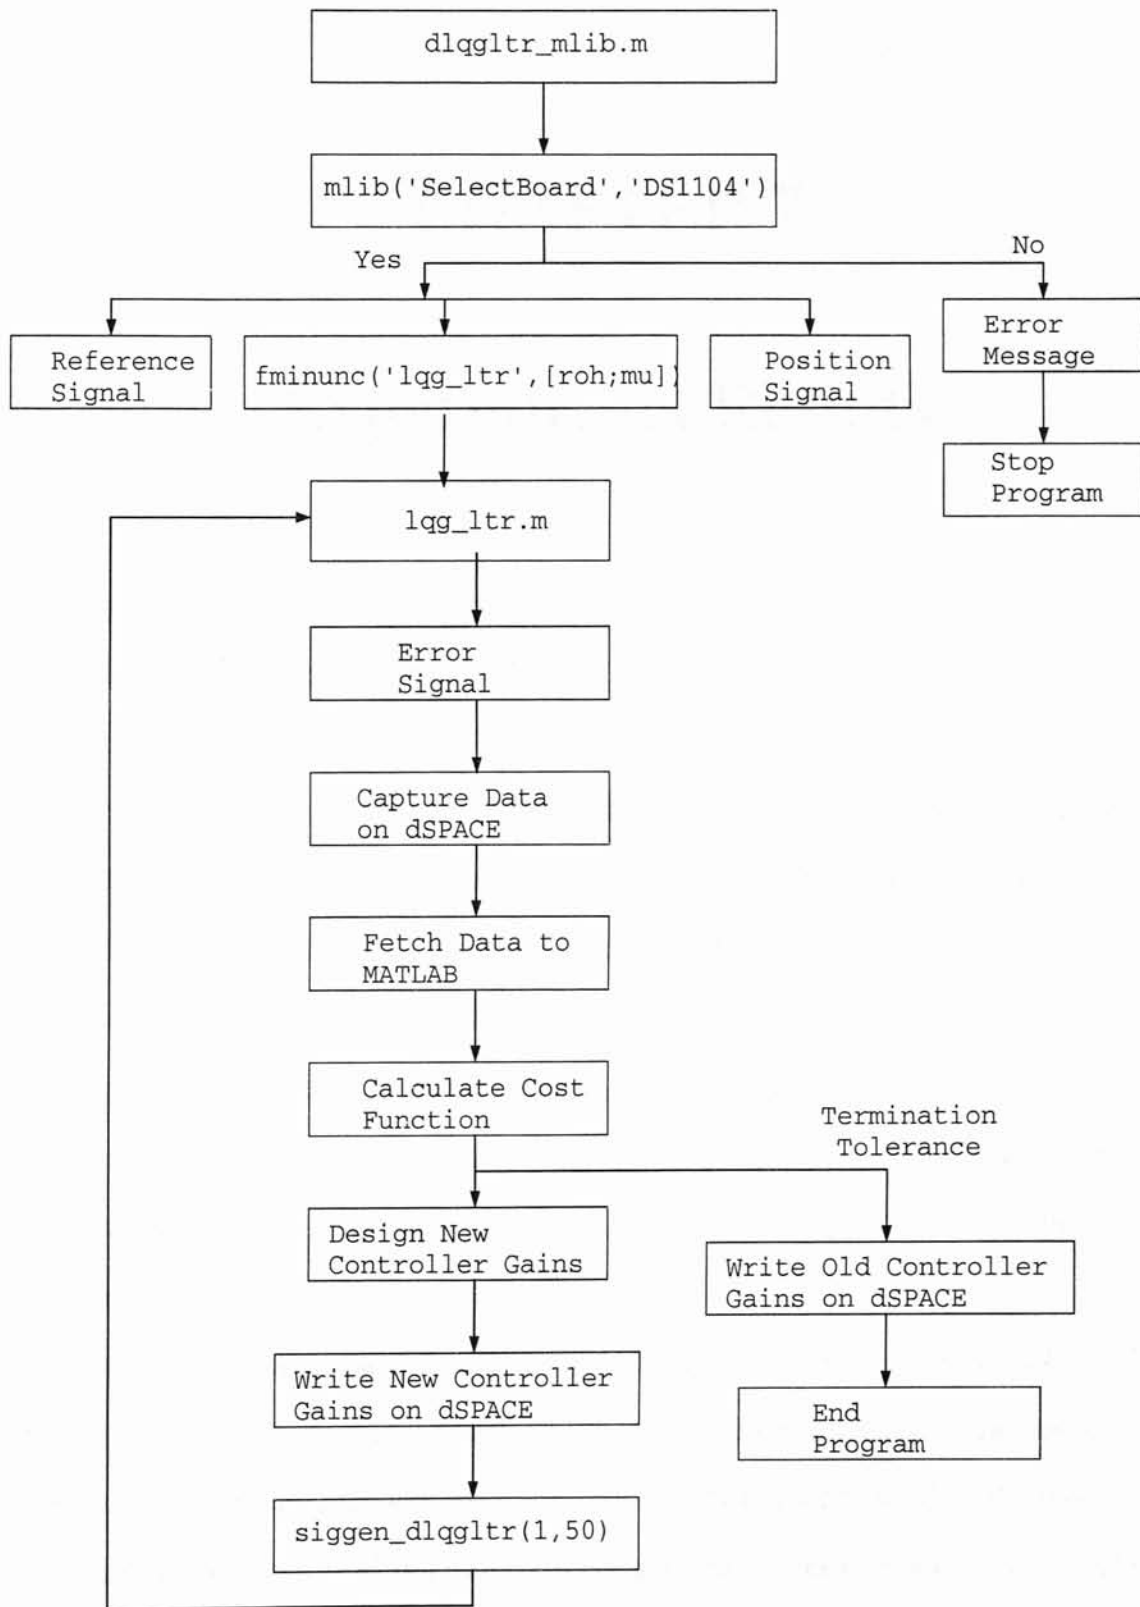 dlqgltr_mlib.m
mlib('SelectBoard','DS1104')
Yes
No
Reference
Signal
fminunc('lqg_ltr',[roh;mu])
Position
Signal
Error
Message
Stop
Program
lqg_ltr.m
Error
Signal
Capture Data
on dSPACE
Fetch Data to
MATLAB
Calculate Cost
Function
Termination
Tolerance
Design New
Controller Gains
Write Old Controller
Gains on dSPACE
Write New Controller
Gains on dSPACE
End
Program
siggen_dlqgltr(1,50)